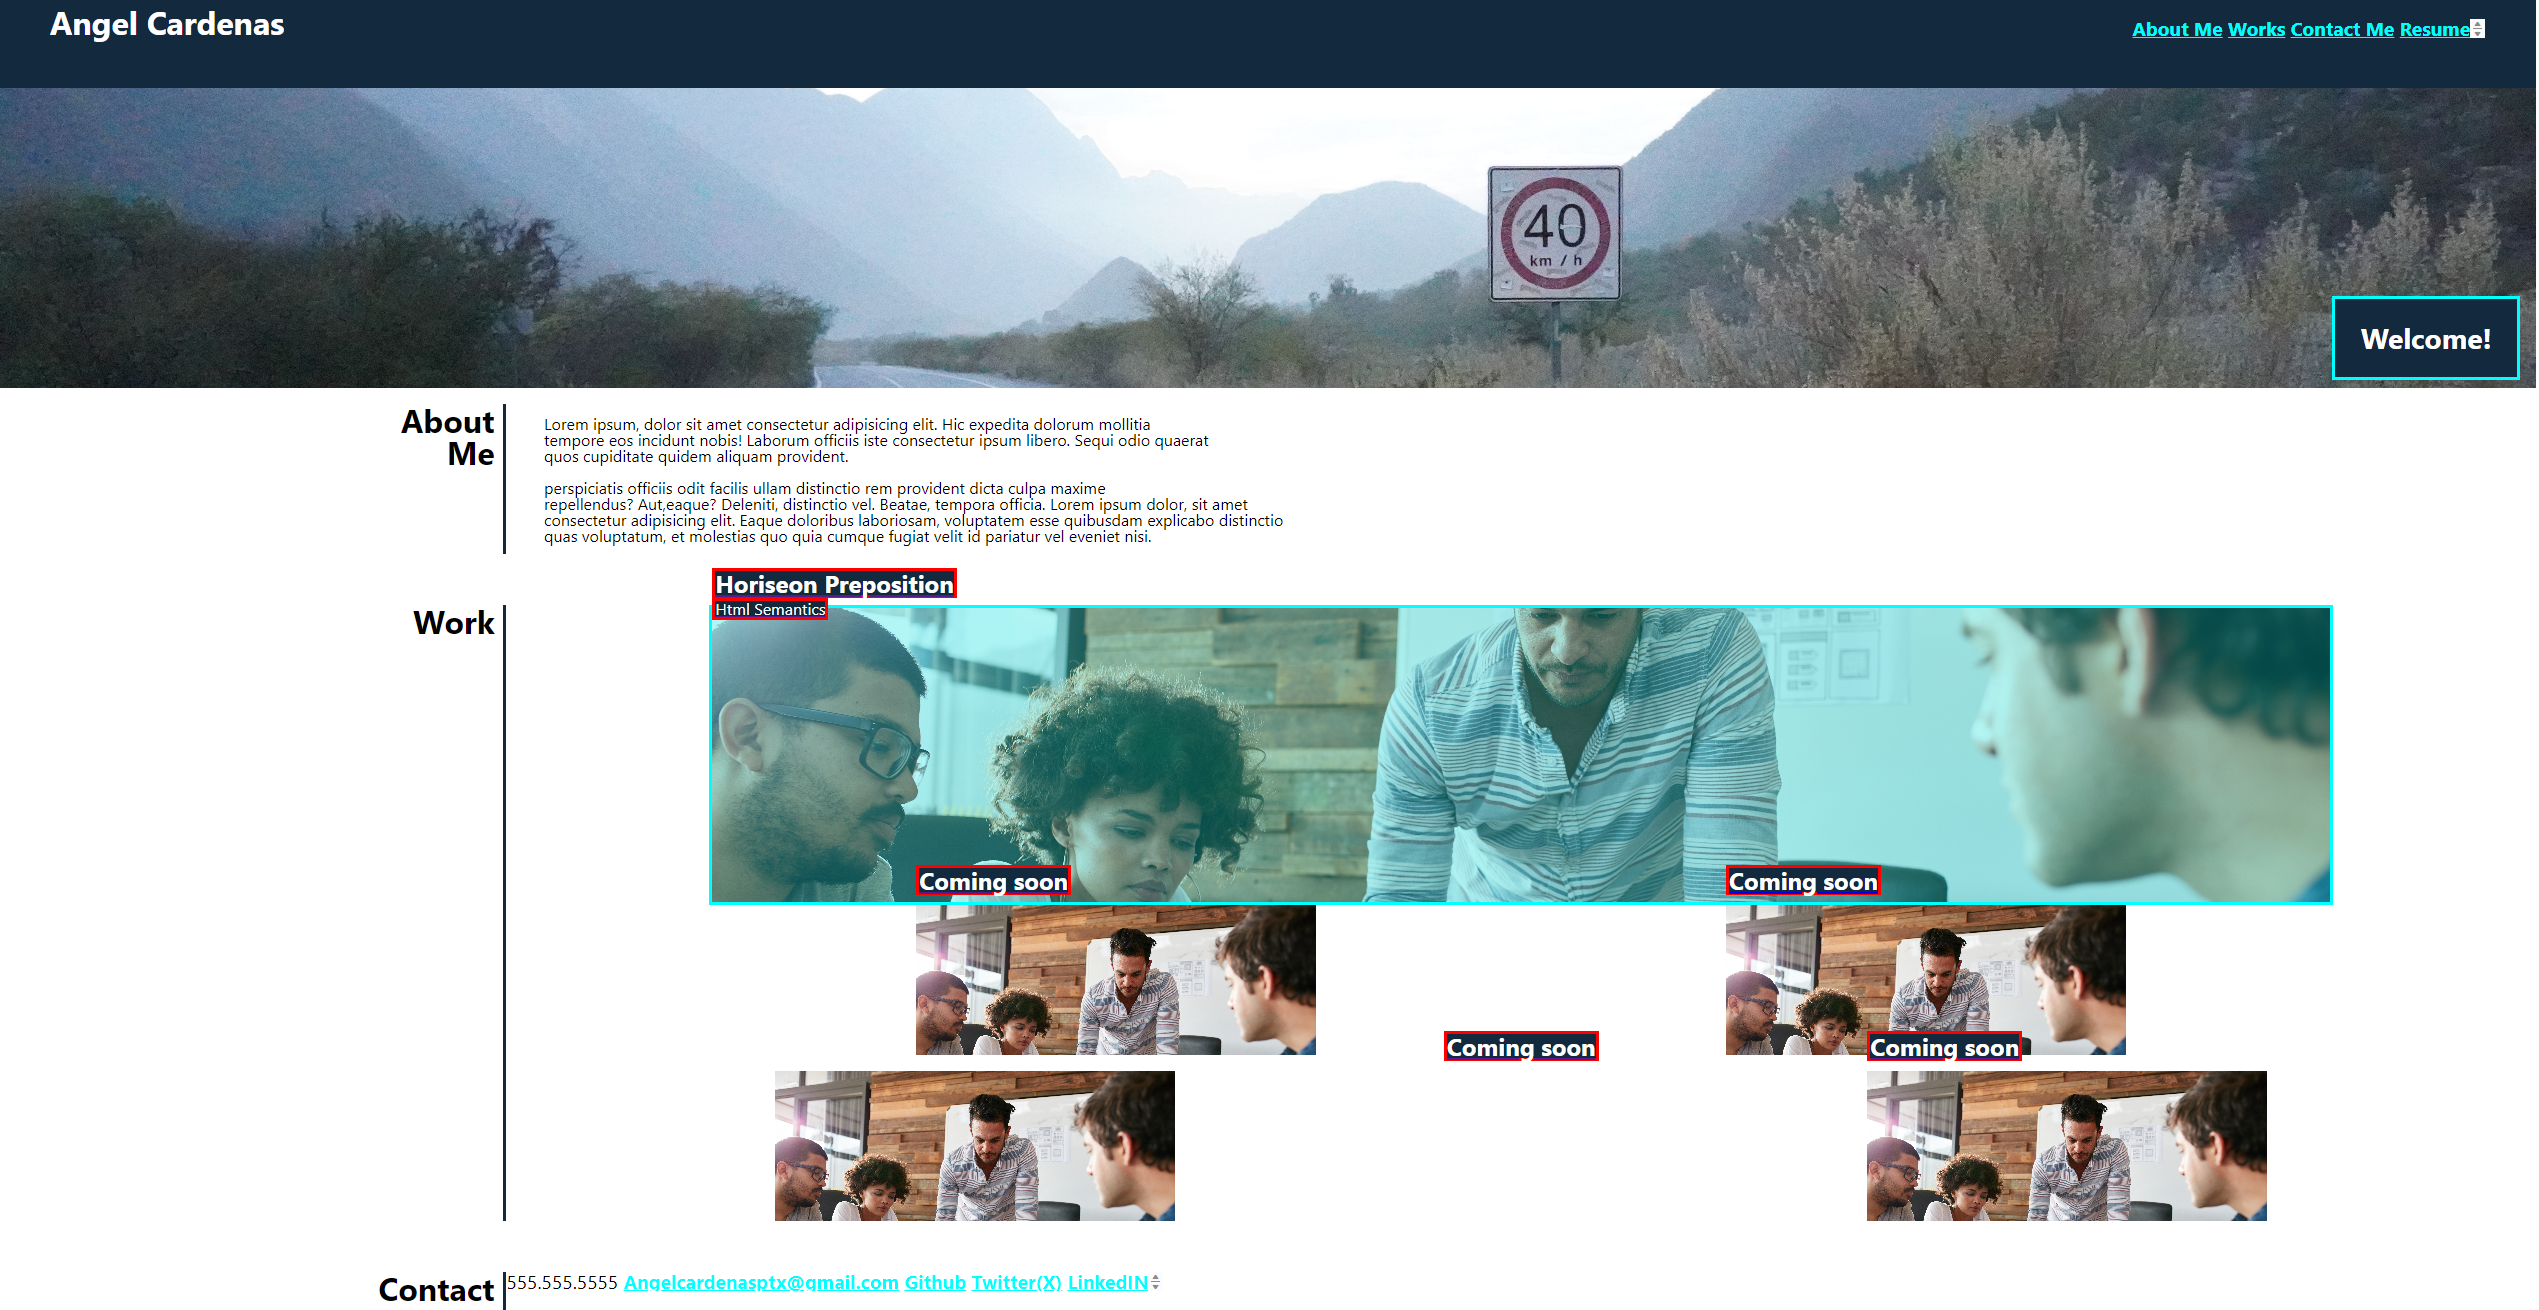 Angel Cardenas
About Me Works Contact Me Resume
40
km / h
Welcome!
About
Me
Lorem ipsum, dolor sit amet consectetur adipisicing elit. Hic expedita dolorum mollitia
tempore eos incidunt nobis! Laborum officiis iste consectetur ipsum libero. Sequi odio quaerat
quos cupiditate quidem aliquam provident.
perspiciatis officiis odit facilis ullam distinctio rem provident dicta culpa maxime
repellendus? Aut,eaque? Deleniti, distinctio vel. Beatae, tempora officia. Lorem ipsum dolor, sit amet
consectetur adipisicing elit. Eaque doloribus laboriosam, voluptatem esse quibusdam explicabo distinctio
quas voluptatum, et molestias quo quia cumque fugiat velit id pariatur vel eveniet nisi.
Work
Horiseon Preposition
Html Semantics
Coming soon
Coming soon
Coming soon
Coming soon
Contact
555.555.5555 Angelcardenasptx@gmail.com Github Twitter(X) LinkedIN